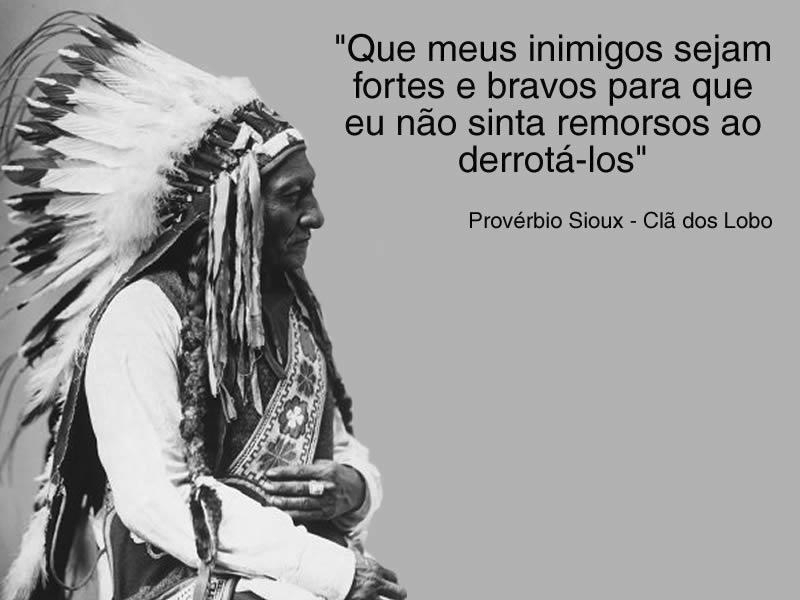 "Que meus inimigos sejam
fortes e bravos para que
eu não sinta remorsos ao
derrotá-los"
Provérbio Sioux - Clã dos Lobo